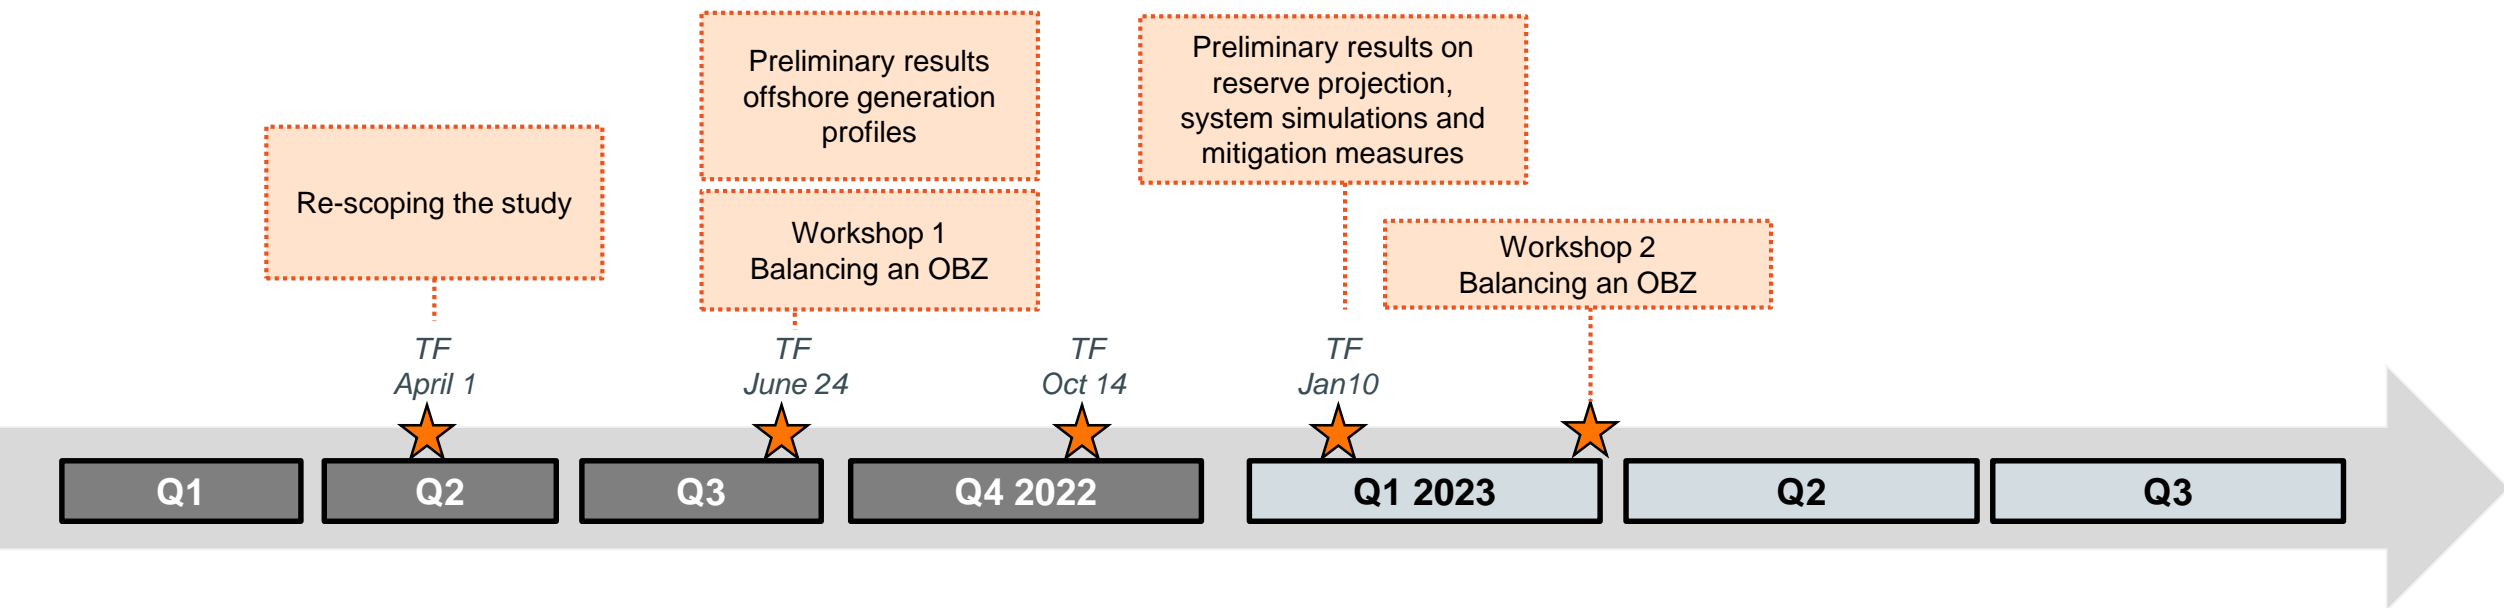 Re-scoping the study
Preliminary results
offshore generation
profiles
Workshop 1
Balancing an OBZ
Preliminary results on
reserve projection,
system simulations and
mitigation measures
Workshop 2
Balancing an OBZ
TF
April 1
TF
June 24
TF
Oct 14
TF
Jan10
Q1
Q2
Q3
Q4 2022
Q1 2023
Q2
Q3